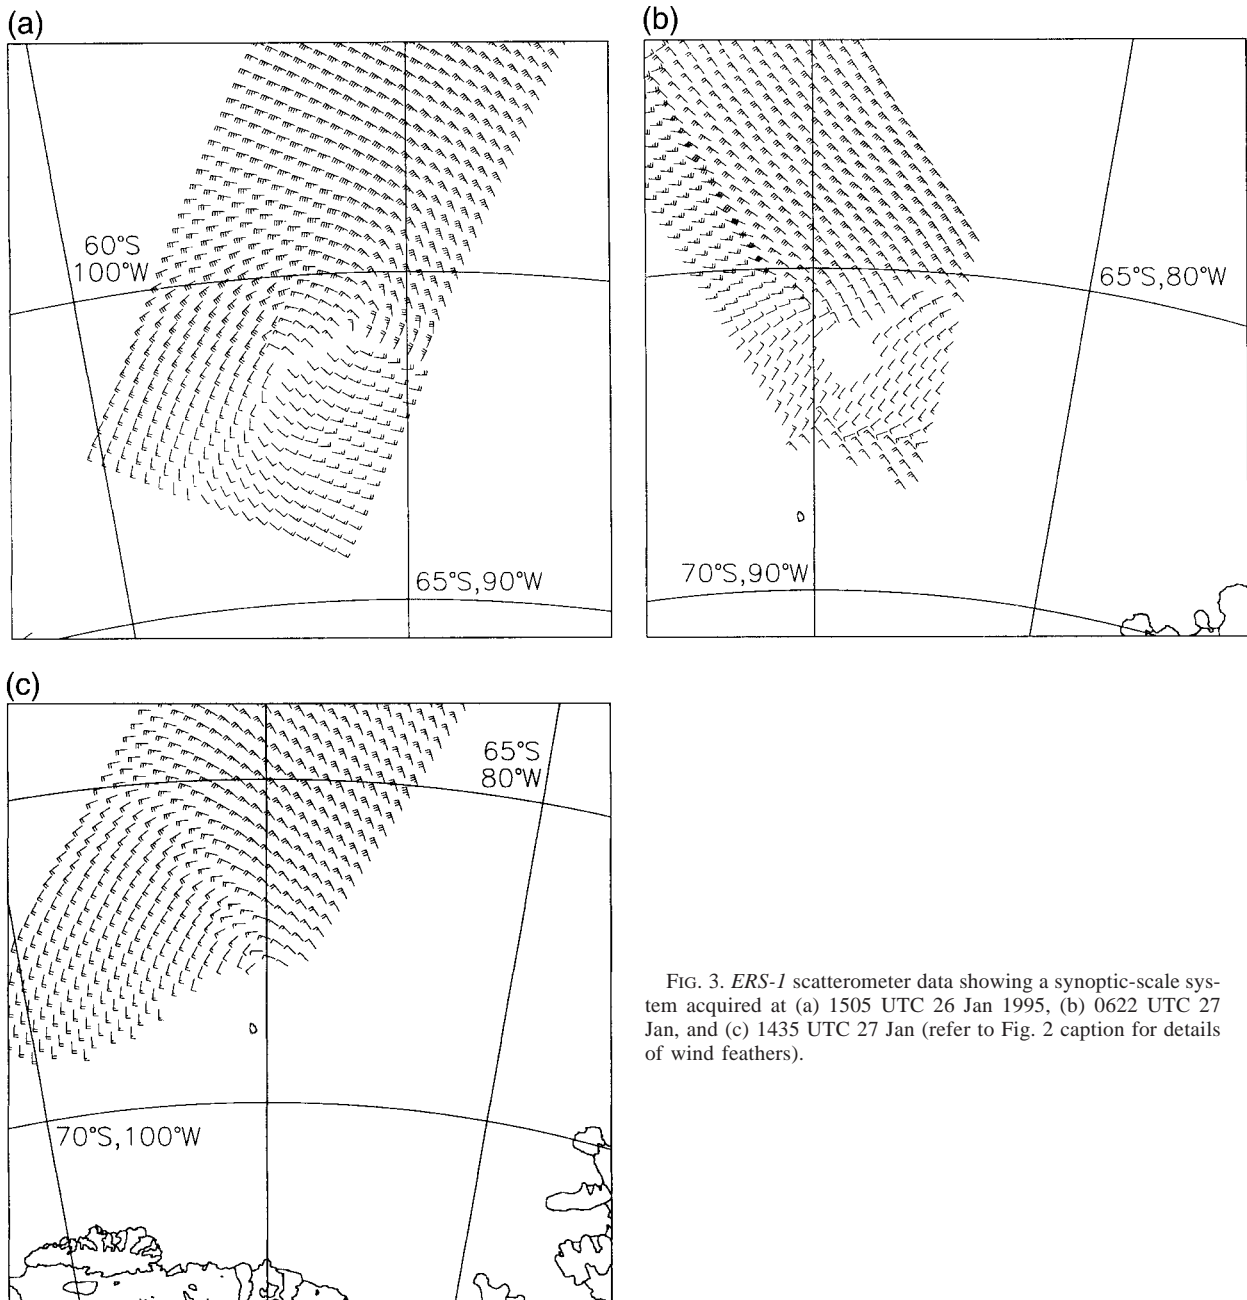 (a)
60°S
100°W
65°S,90°W
(b)
65°S,80°W
70°S,90°W
(c)
65°S
80°W
70°S,100°W
FIG. 3. ERS-1 scatterometer data showing a synoptic-scale sys-
tem acquired at (a) 1505 UTC 26 Jan 1995, (b) 0622 UTC 27
Jan, and (c) 1435 UTC 27 Jan (refer to Fig. 2 caption for details
of wind feathers).